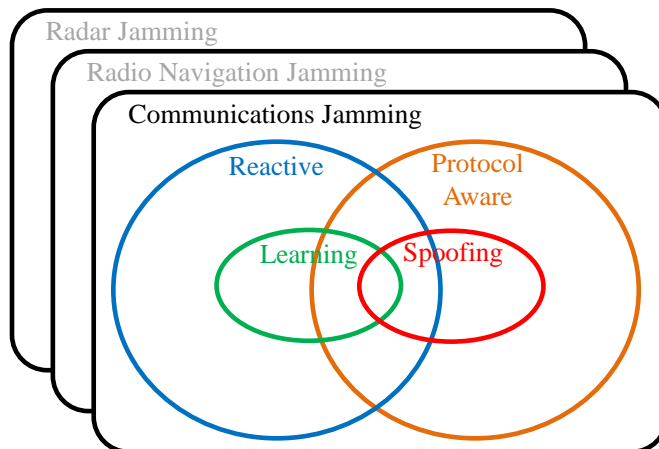 Radar Jamming
Radio Navigation Jamming
Communications Jamming
Reactive
Protocol
Aware
Learning
Spoofing